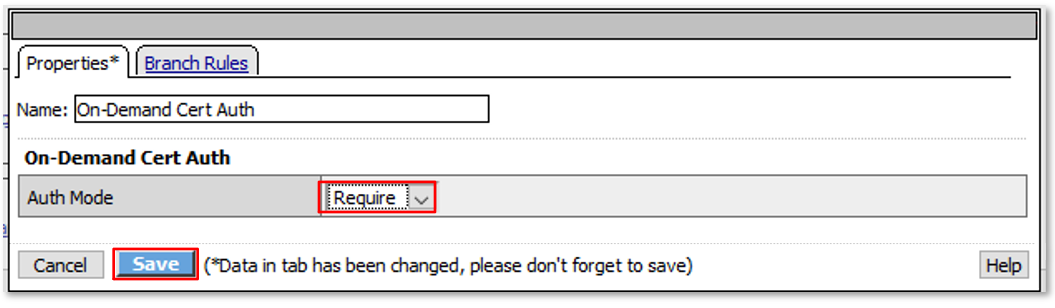 Properties* Branch Rules
Name: On-Demand Cert Auth
On-Demand Cert Auth
Auth Mode Require
Cancel Save (*Data in tab has been changed, please don't forget to save) Help